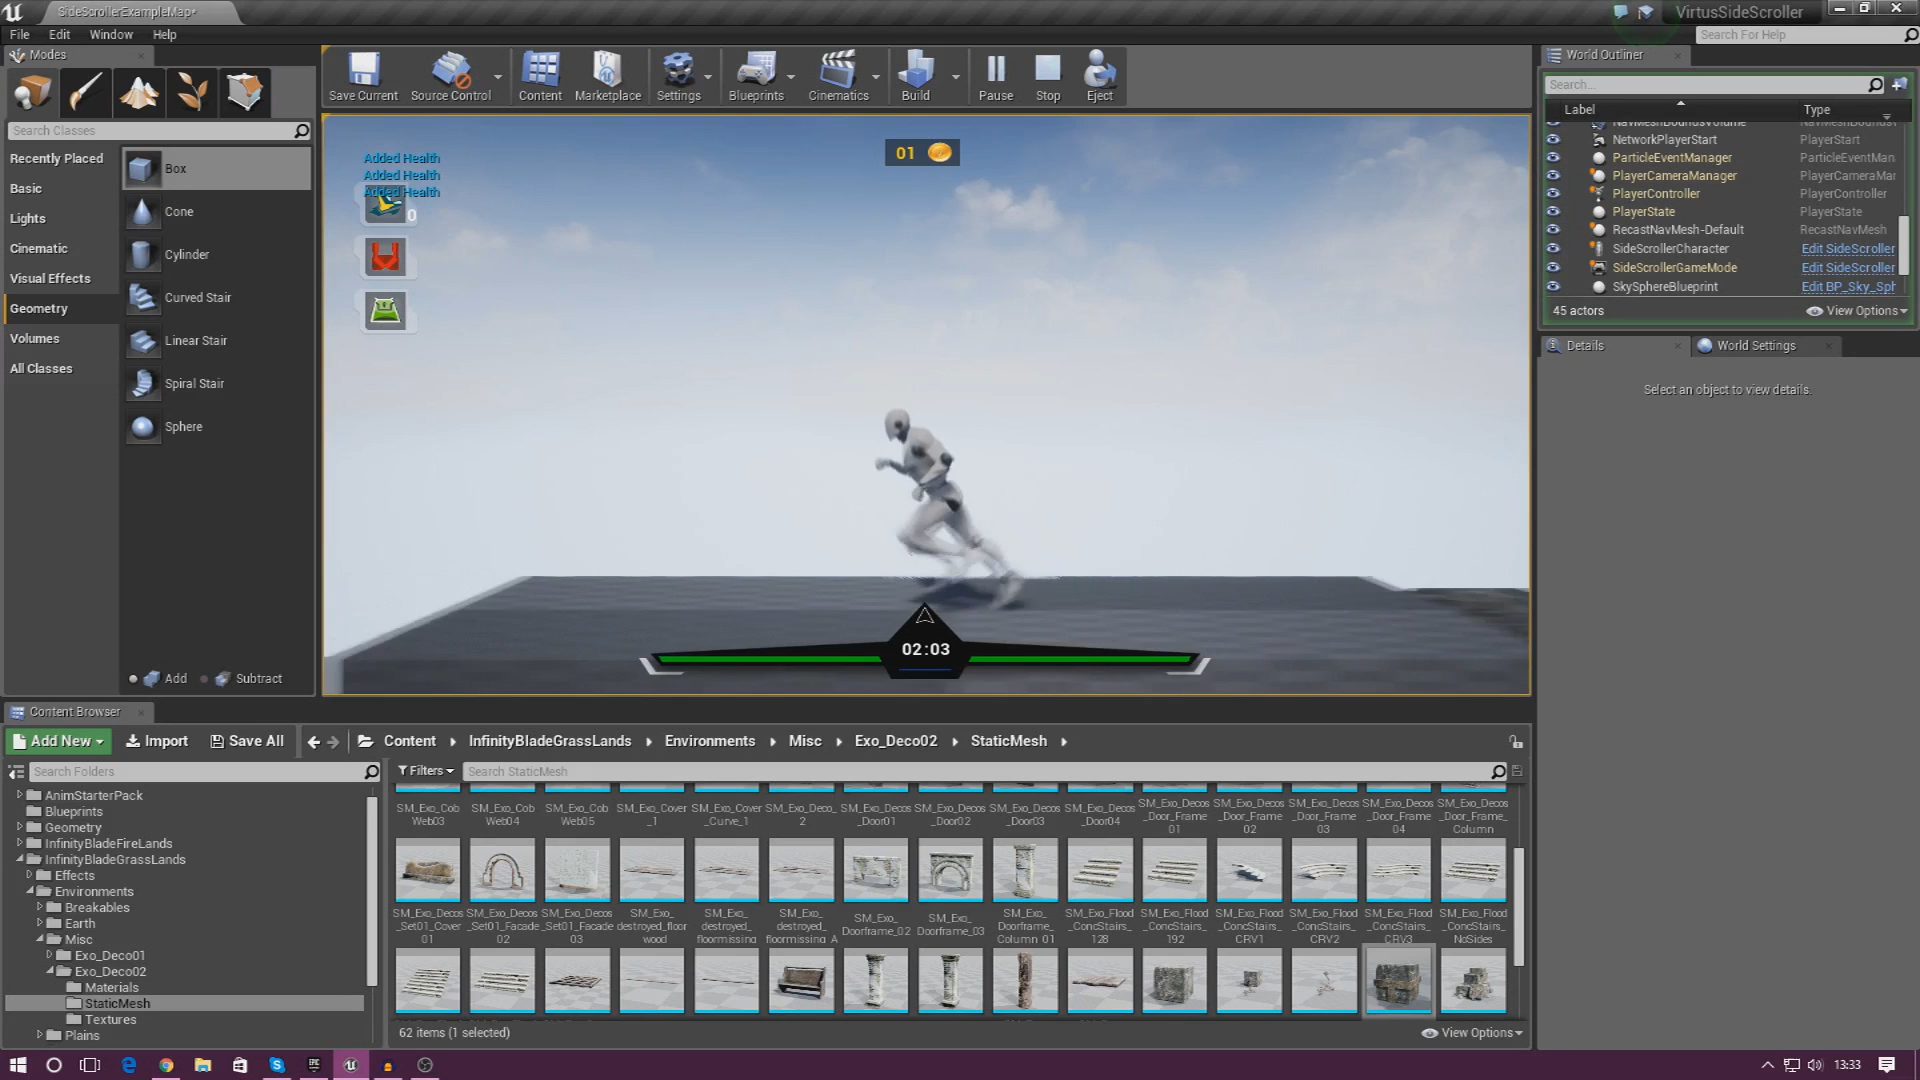 SideScrollerExampleMap*
VirtusSideScroller
File Edit Window Help
Search For Help
Modes
Search Classes
Recently Placed
Basic
Lights
Cinematic
Visual Effects
Geometry
Volumes
All Classes
Box
Cone
Cylinder
Curved Stair
Linear Stair
Spiral Stair
Sphere
Add Subtract
Save Current Source Control Content Marketplace Settings Blueprints Cinematics Build Pause Stop Eject
Added Health
Added Health
Added Health
0
01
02:03
World Outliner
Search...
Label Type
NavMeshBoundsVolume NavMeshBounds
NetworkPlayerStart PlayerStart
ParticleEventManager ParticleEventMan
PlayerCameraManager PlayerCameraMar
PlayerController PlayerController
PlayerState PlayerState
RecastNavMesh-Default RecastNavMesh
SideScrollerCharacter Edit SideScroller
SideScrollerGameMode Edit SideScroller
SkySphereBlueprint Edit BP_Sky_Sph
45 actors View Options
Details World Settings
Select an object to view details.
Content Browser
Add New Import Save All Content InfinityBladeGrassLands Environments Misc Exo_Deco02 StaticMesh
Search Folders
AnimStarterPack
Blueprints
Geometry
InfinityBladeFireLands
InfinityBladeGrassLands
Effects
Environments
Breakables
Earth
Misc
Exo_Deco01
Exo_Deco02
Materials
StaticMesh
Textures
Plains
Filters Search StaticMesh
SM_Exo_Cob Web03
SM_Exo_Cob Web04
SM_Exo_Cob Web05
SM_Exo_Cover _1
SM_Exo_Cover _Curve_1
SM_Exo_Deco_ 2
SM_Exo_Decos _Door01
SM_Exo_Decos _Door02
SM_Exo_Decos _Door03
SM_Exo_Decos _Door04
SM_Exo_Decos _Door_Frame 01
SM_Exo_Decos _Door_Frame 02
SM_Exo_Decos _Door_Frame 03
SM_Exo_Decos _Door_Frame 04
SM_Exo_Decos _Door_Frame _Column
SM_Exo_Decos _Set01_Cover 01
SM_Exo_Decos _Set01_Facade 02
SM_Exo_Decos _Set01_Facade 03
SM_Exo_ destroyed_floor wood
SM_Exo_ destroyed_ floormissing
SM_Exo_ destroyed_ floormissing_A
SM_Exo_ Doorframe_02
SM_Exo_ Doorframe_03
SM_Exo_ Doorframe_ Column_01
SM_Exo_Flood _ConcStairs_ 128
SM_Exo_Flood _ConcStairs_ 192
SM_Exo_Flood _ConcStairs_ CRV1
SM_Exo_Flood _ConcStairs_ CRV2
SM_Exo_Flood _ConcStairs_ CRV3
SM_Exo_Flood _ConcStairs_ NoSides
62 items (1 selected)
View Options
13:33